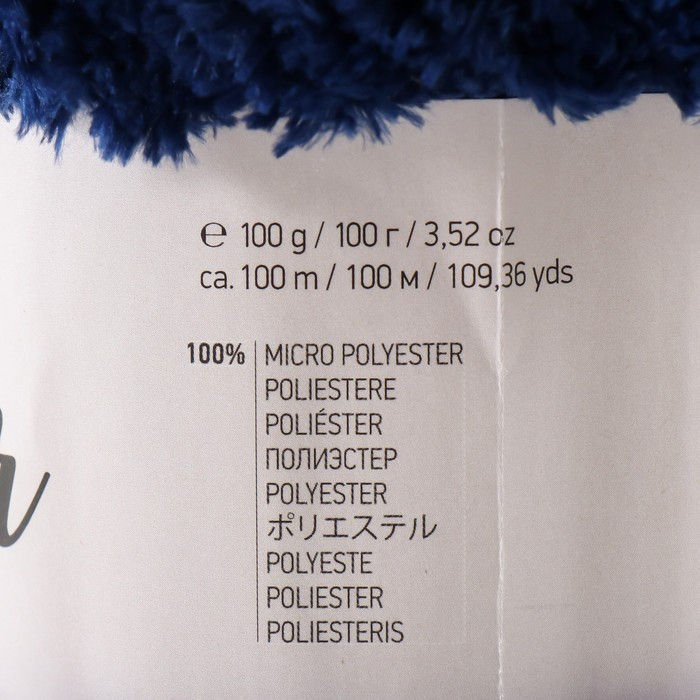 ℮ 100 g / 100 г / 3,52 oz
ca. 100 m / 100 м / 109,36 yds
100% MICRO POLYESTER
POLIESTERE
POLIÉSTER
ПОЛИЭСТЕР
POLYESTER
ポリエステル
POLYESTE
POLIESTER
POLIESTERIS